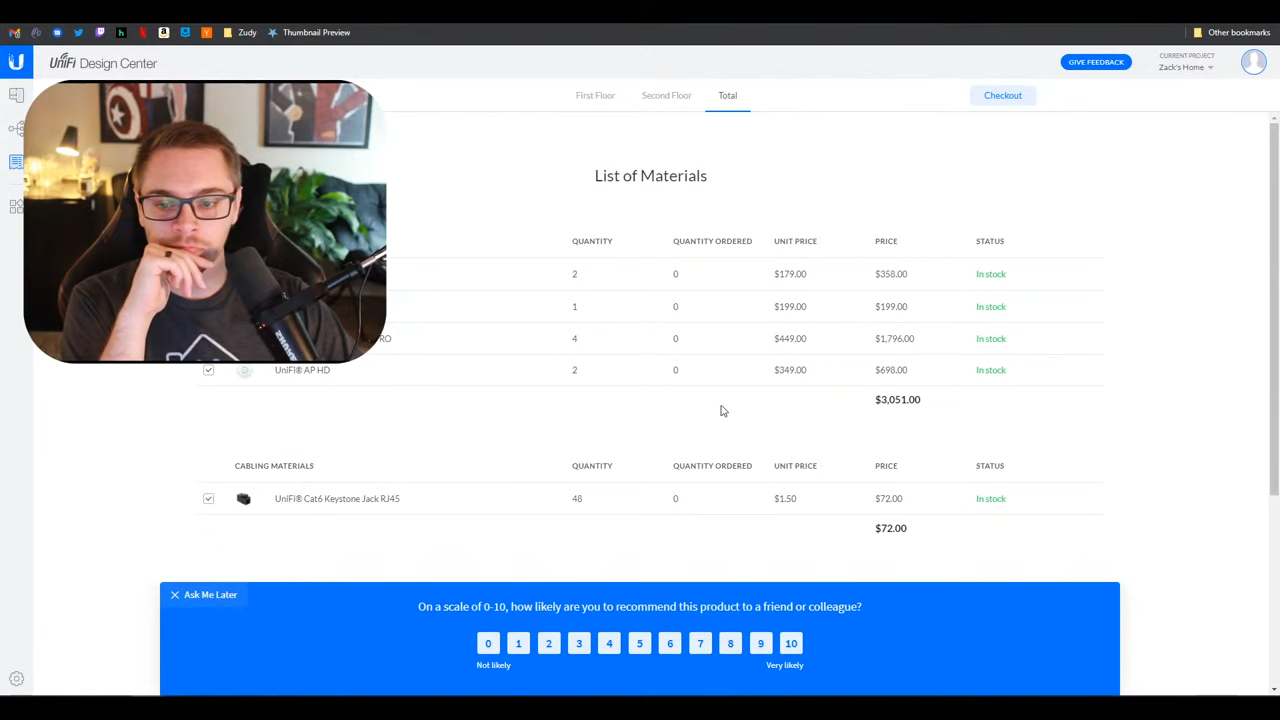 Zudy
Thumbnail Preview
Other bookmarks
UniFi Design Center
GIVE FEEDBACK
CURRENT PROJECT
Zack's Home
First Floor
Second Floor
Total
Checkout
List of Materials
QUANTITY
QUANTITY ORDERED
UNIT PRICE
PRICE
STATUS
2
0
$179.00
$358.00
In stock
1
0
$199.00
$199.00
In stock
RO
4
0
$449.00
$1,796.00
In stock
UniFi® AP HD
2
0
$349.00
$698.00
In stock
$3,051.00
CABLING MATERIALS
QUANTITY
QUANTITY ORDERED
UNIT PRICE
PRICE
STATUS
UniFi® Cat6 Keystone Jack RJ45
48
0
$1.50
$72.00
In stock
$72.00
Ask Me Later
On a scale of 0-10, how likely are you to recommend this product to a friend or colleague?
0 1 2 3 4 5 6 7 8 9 10
Not likely
Very likely